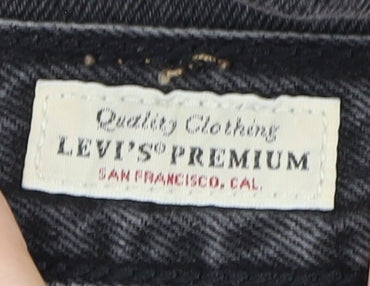 Quality Clothing
LEVI'S® PREMIUM
SAN FRANCISCO, CAL.